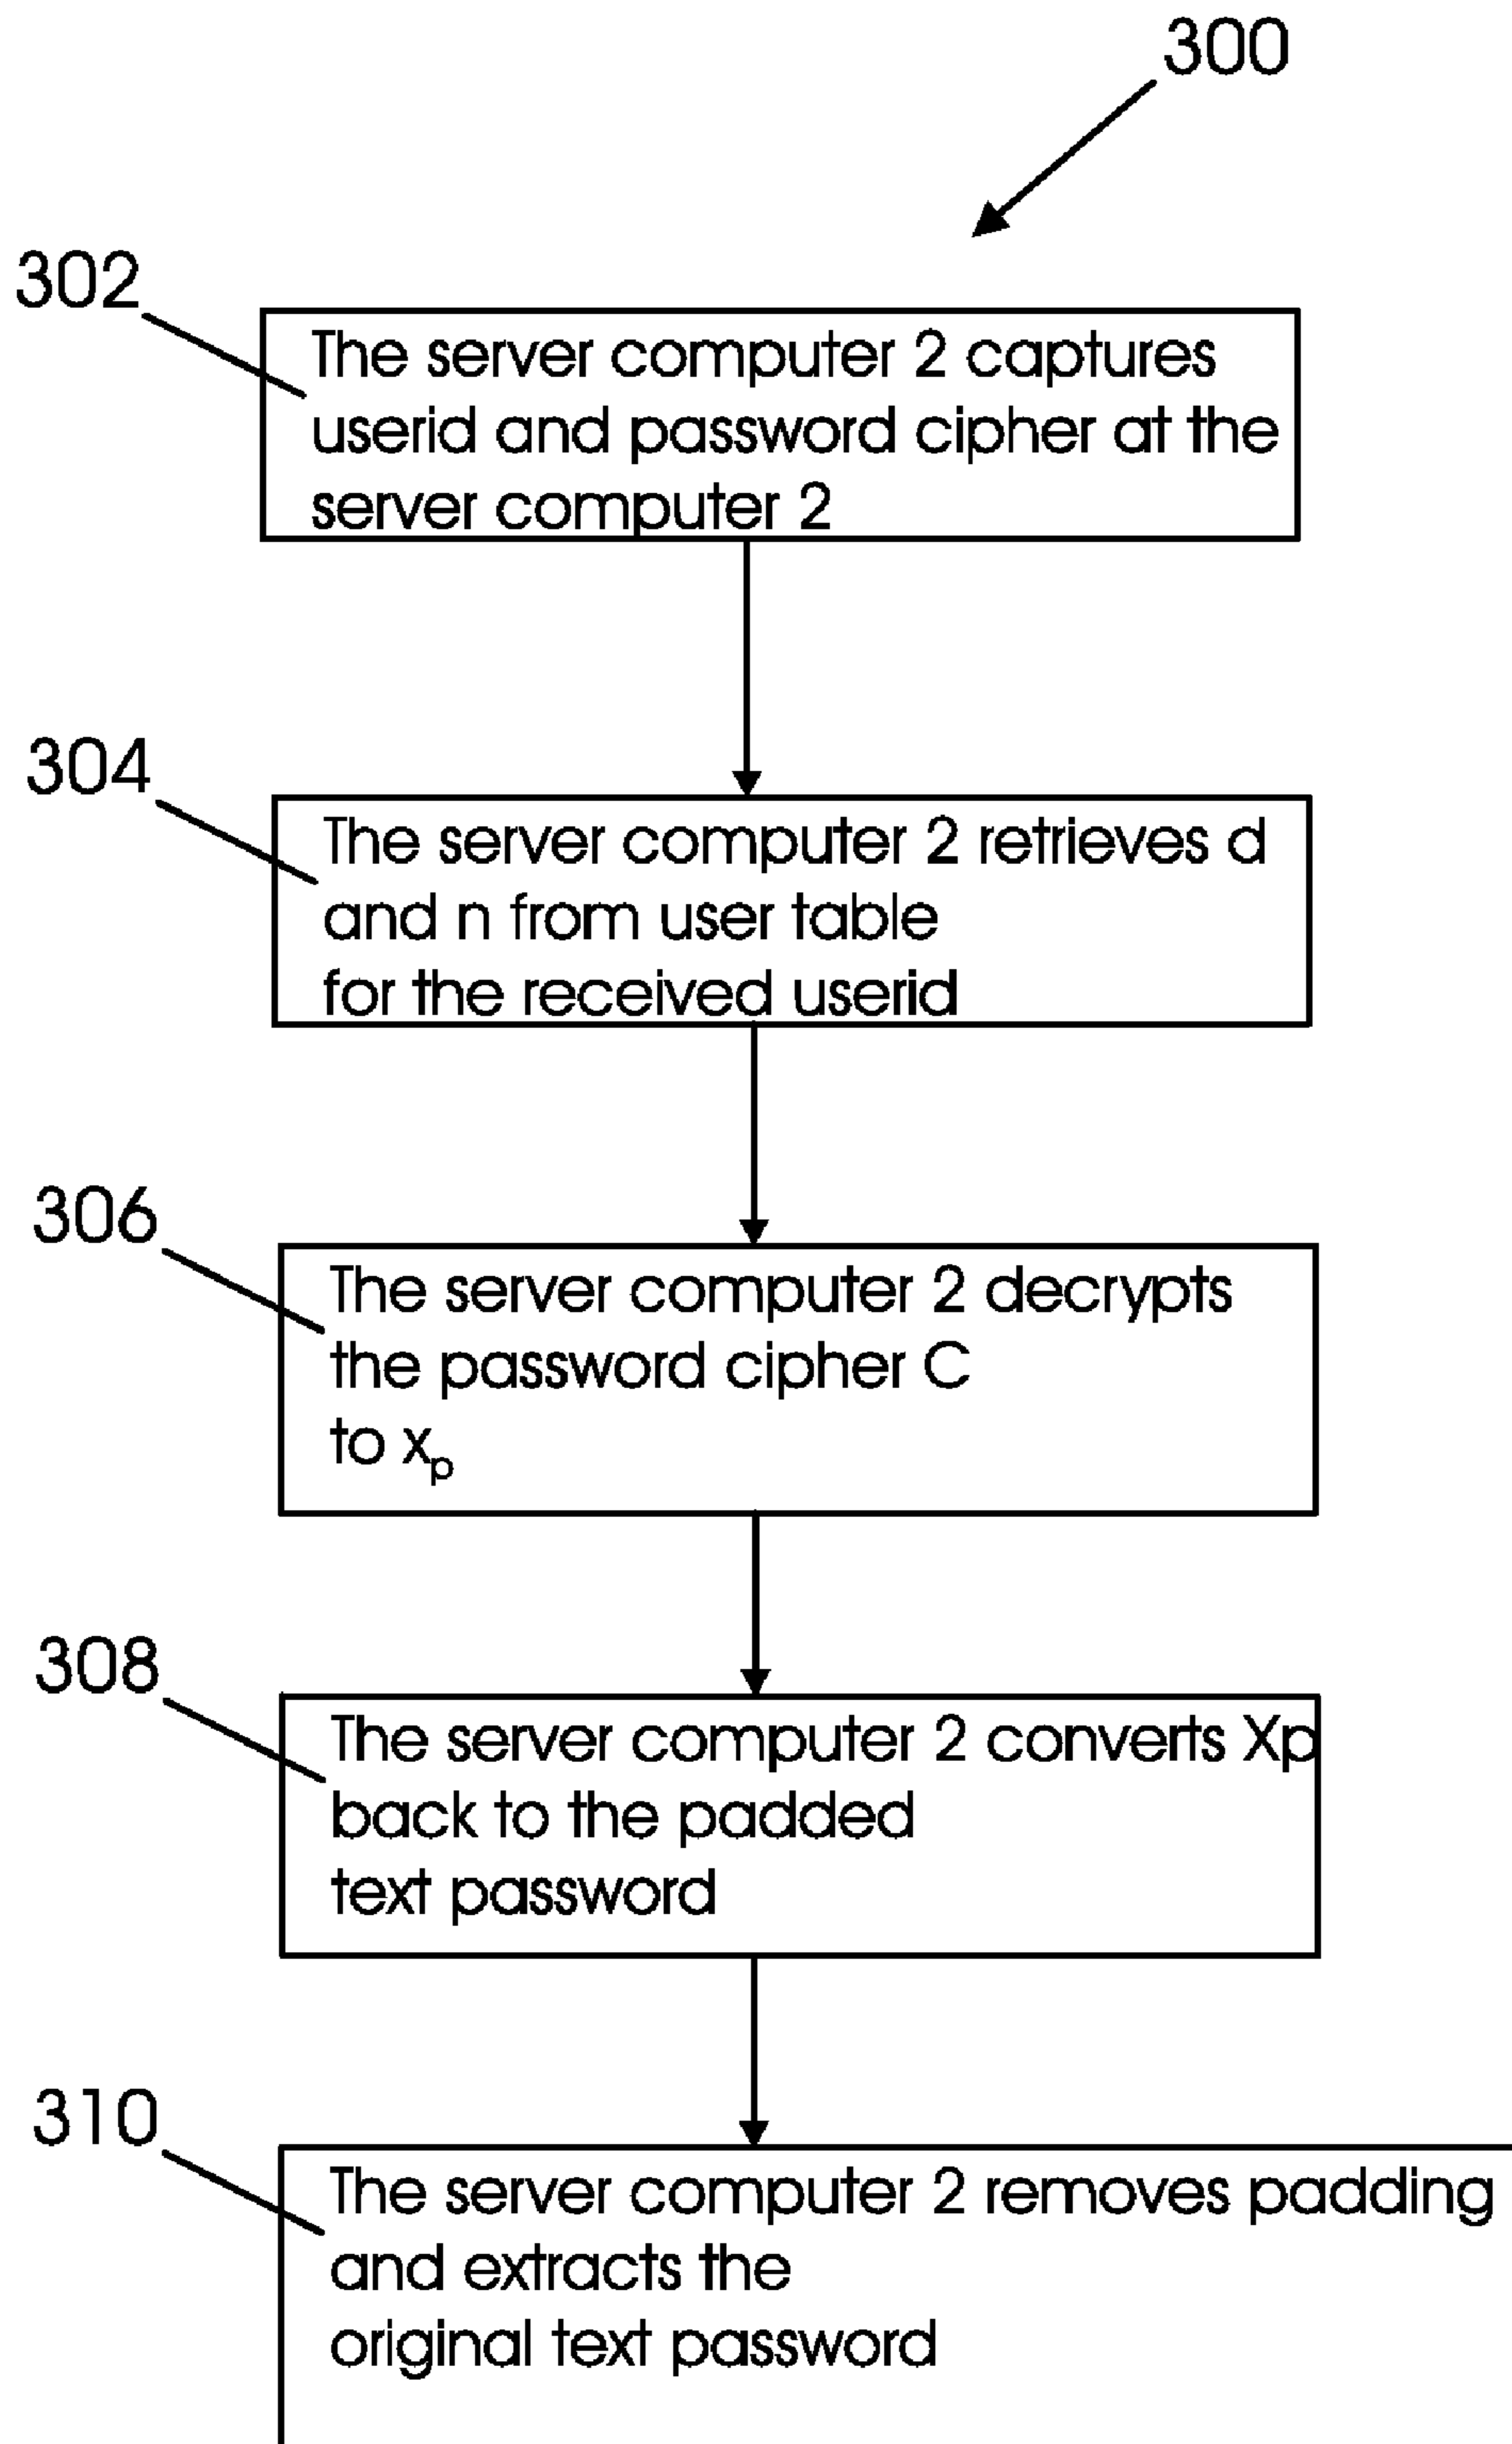 300
302
The server computer 2 captures
userid and password cipher at the
server computer 2
304
The server computer 2 retrieves d
and n from user table
for the received userid
306
The server computer 2 decrypts
the password cipher C
to xₚ
308
The server computer 2 converts Xp
back to the padded
text password
310
The server computer 2 removes padding
and extracts the
original text password